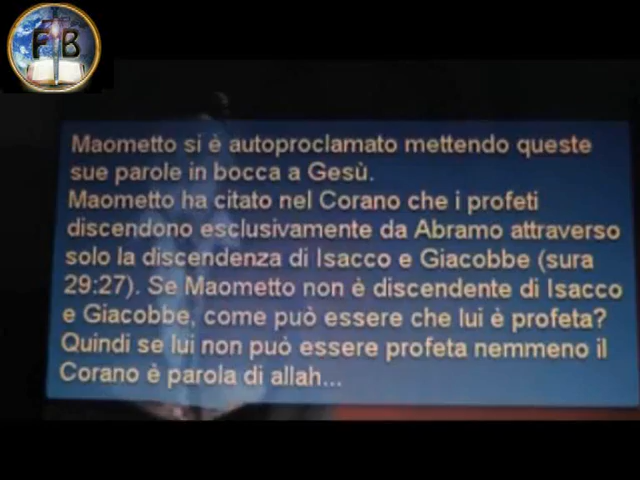 FB
Maometto si è autoproclamato mettendo queste
sue parole in bocca a Gesù.
Maometto ha citato nel Corano che i profeti
discendono esclusivamente da Abramo attraverso
solo la discendenza di Isacco e Giacobbe (sura
29:27). Se Maometto non è discendente di Isacco
e Giacobbe, come può essere che lui è profeta?
Quindi se lui non può essere profeta nemmeno il
Corano è parola di allah...